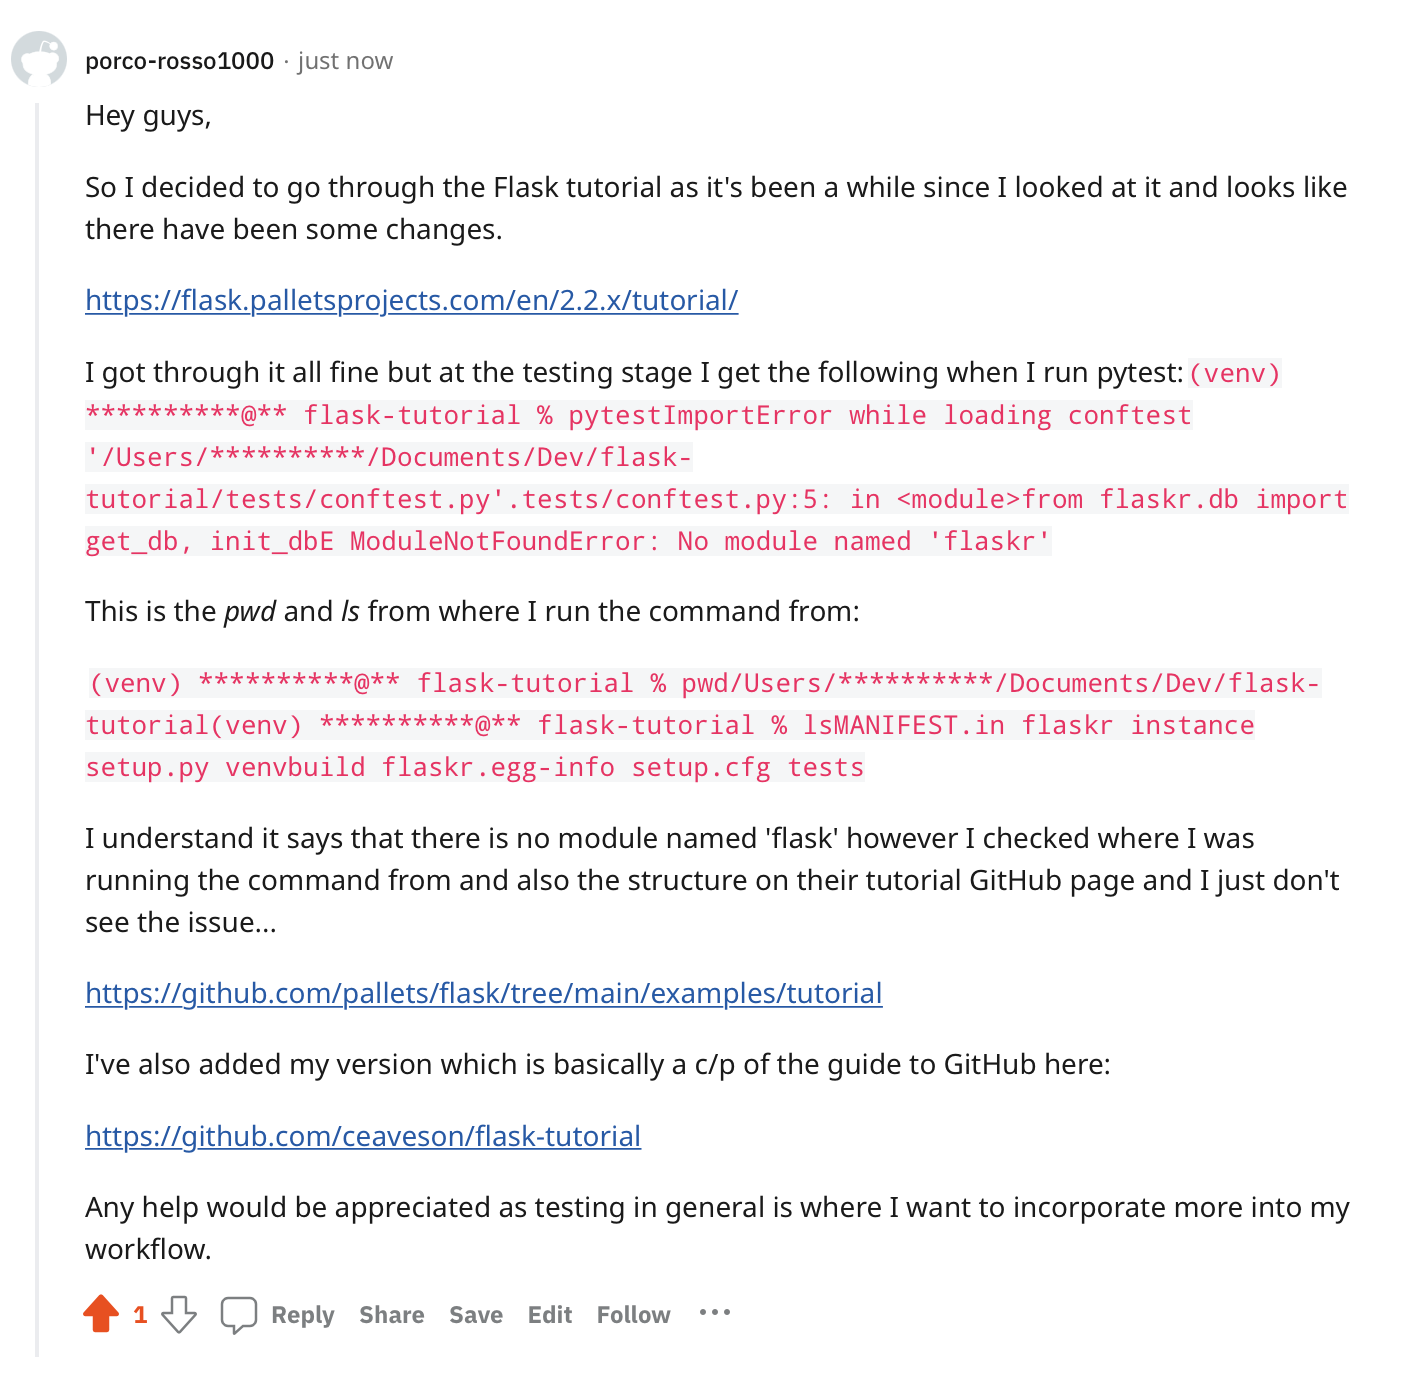 porco-rosso1000 · just now
Hey guys,
So I decided to go through the Flask tutorial as it's been a while since I looked at it and looks like
there have been some changes.
https://flask.palletsprojects.com/en/2.2.x/tutorial/
I got through it all fine but at the testing stage I get the following when I run pytest: (venv)
**********@** flask-tutorial % pytestImportError while loading conftest
'/Users/**********/Documents/Dev/flask-
tutorial/tests/conftest.py'.tests/conftest.py:5: in <module>from flaskr.db import
get_db, init_dbE ModuleNotFoundError: No module named 'flaskr'
This is the pwd and ls from where I run the command from:
(venv) **********@** flask-tutorial % pwd/Users/**********/Documents/Dev/flask-
tutorial(venv) **********@** flask-tutorial % lsMANIFEST.in flaskr instance
setup.py venvbuild flaskr.egg-info setup.cfg tests
I understand it says that there is no module named 'flask' however I checked where I was
running the command from and also the structure on their tutorial GitHub page and I just don't
see the issue...
https://github.com/pallets/flask/tree/main/examples/tutorial
I've also added my version which is basically a c/p of the guide to GitHub here:
https://github.com/ceaveson/flask-tutorial
Any help would be appreciated as testing in general is where I want to incorporate more into my
workflow.
1 Reply Share Save Edit Follow ···